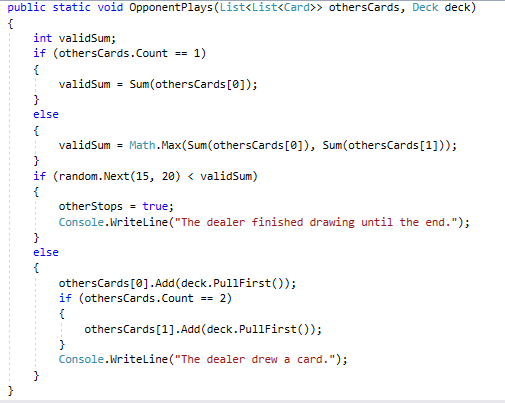 public static void OpponentPlays(List<List<Card>> othersCards, Deck deck)
{
    int validSum;
    if (othersCards.Count == 1)
    {
        validSum = Sum(othersCards[0]);
    }
    else
    {
        validSum = Math.Max(Sum(othersCards[0]), Sum(othersCards[1]));
    }
    if (random.Next(15, 20) < validSum)
    {
        otherStops = true;
        Console.WriteLine("The dealer finished drawing until the end.");
    }
    else
    {
        othersCards[0].Add(deck.PullFirst());
        if (othersCards.Count == 2)
        {
            othersCards[1].Add(deck.PullFirst());
        }
        Console.WriteLine("The dealer drew a card.");
    }
}